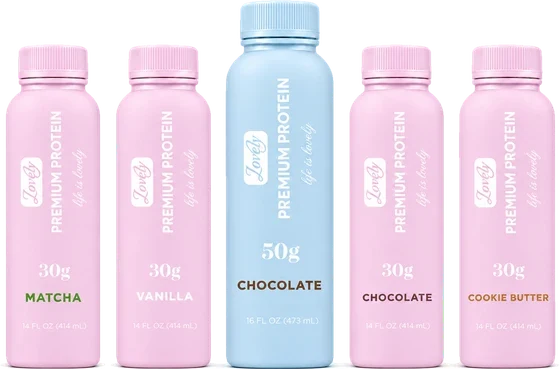 Lovely
PREMIUM PROTEIN
life is lovely
30g
MATCHA
14 FL OZ (414 mL)
Lovely
PREMIUM PROTEIN
life is lovely
30g
VANILLA
14 FL OZ (414 mL)
Lovely
PREMIUM PROTEIN
life is lovely
50g
CHOCOLATE
16 FL OZ (473 mL)
Lovely
PREMIUM PROTEIN
life is lovely
30g
CHOCOLATE
14 FL OZ (414 mL)
Lovely
PREMIUM PROTEIN
life is lovely
30g
COOKIE BUTTER
14 FL OZ (414 mL)